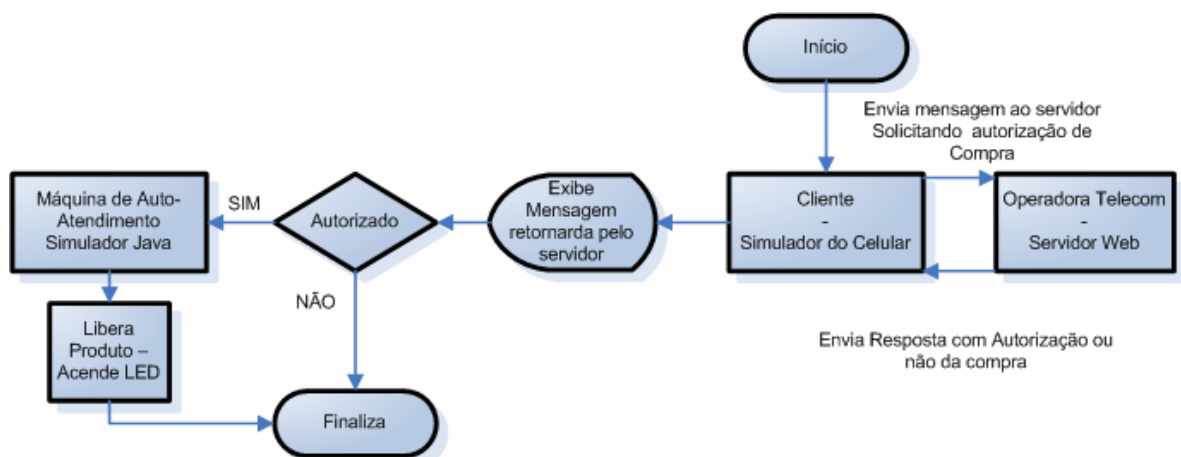 Início
Envia mensagem ao servidor
Solicitando autorização de
Compra
Máquina de Auto-
Atendimento
Simulador Java
SIM
Autorizado
Exibe
Mensagem
retornarda pelo
servidor
Cliente
-
Simulador do Celular
Operadora Telecom
-
Servidor Web
NÃO
Libera
Produto –
Acende LED
Envia Resposta com Autorização ou
não da compra
Finaliza